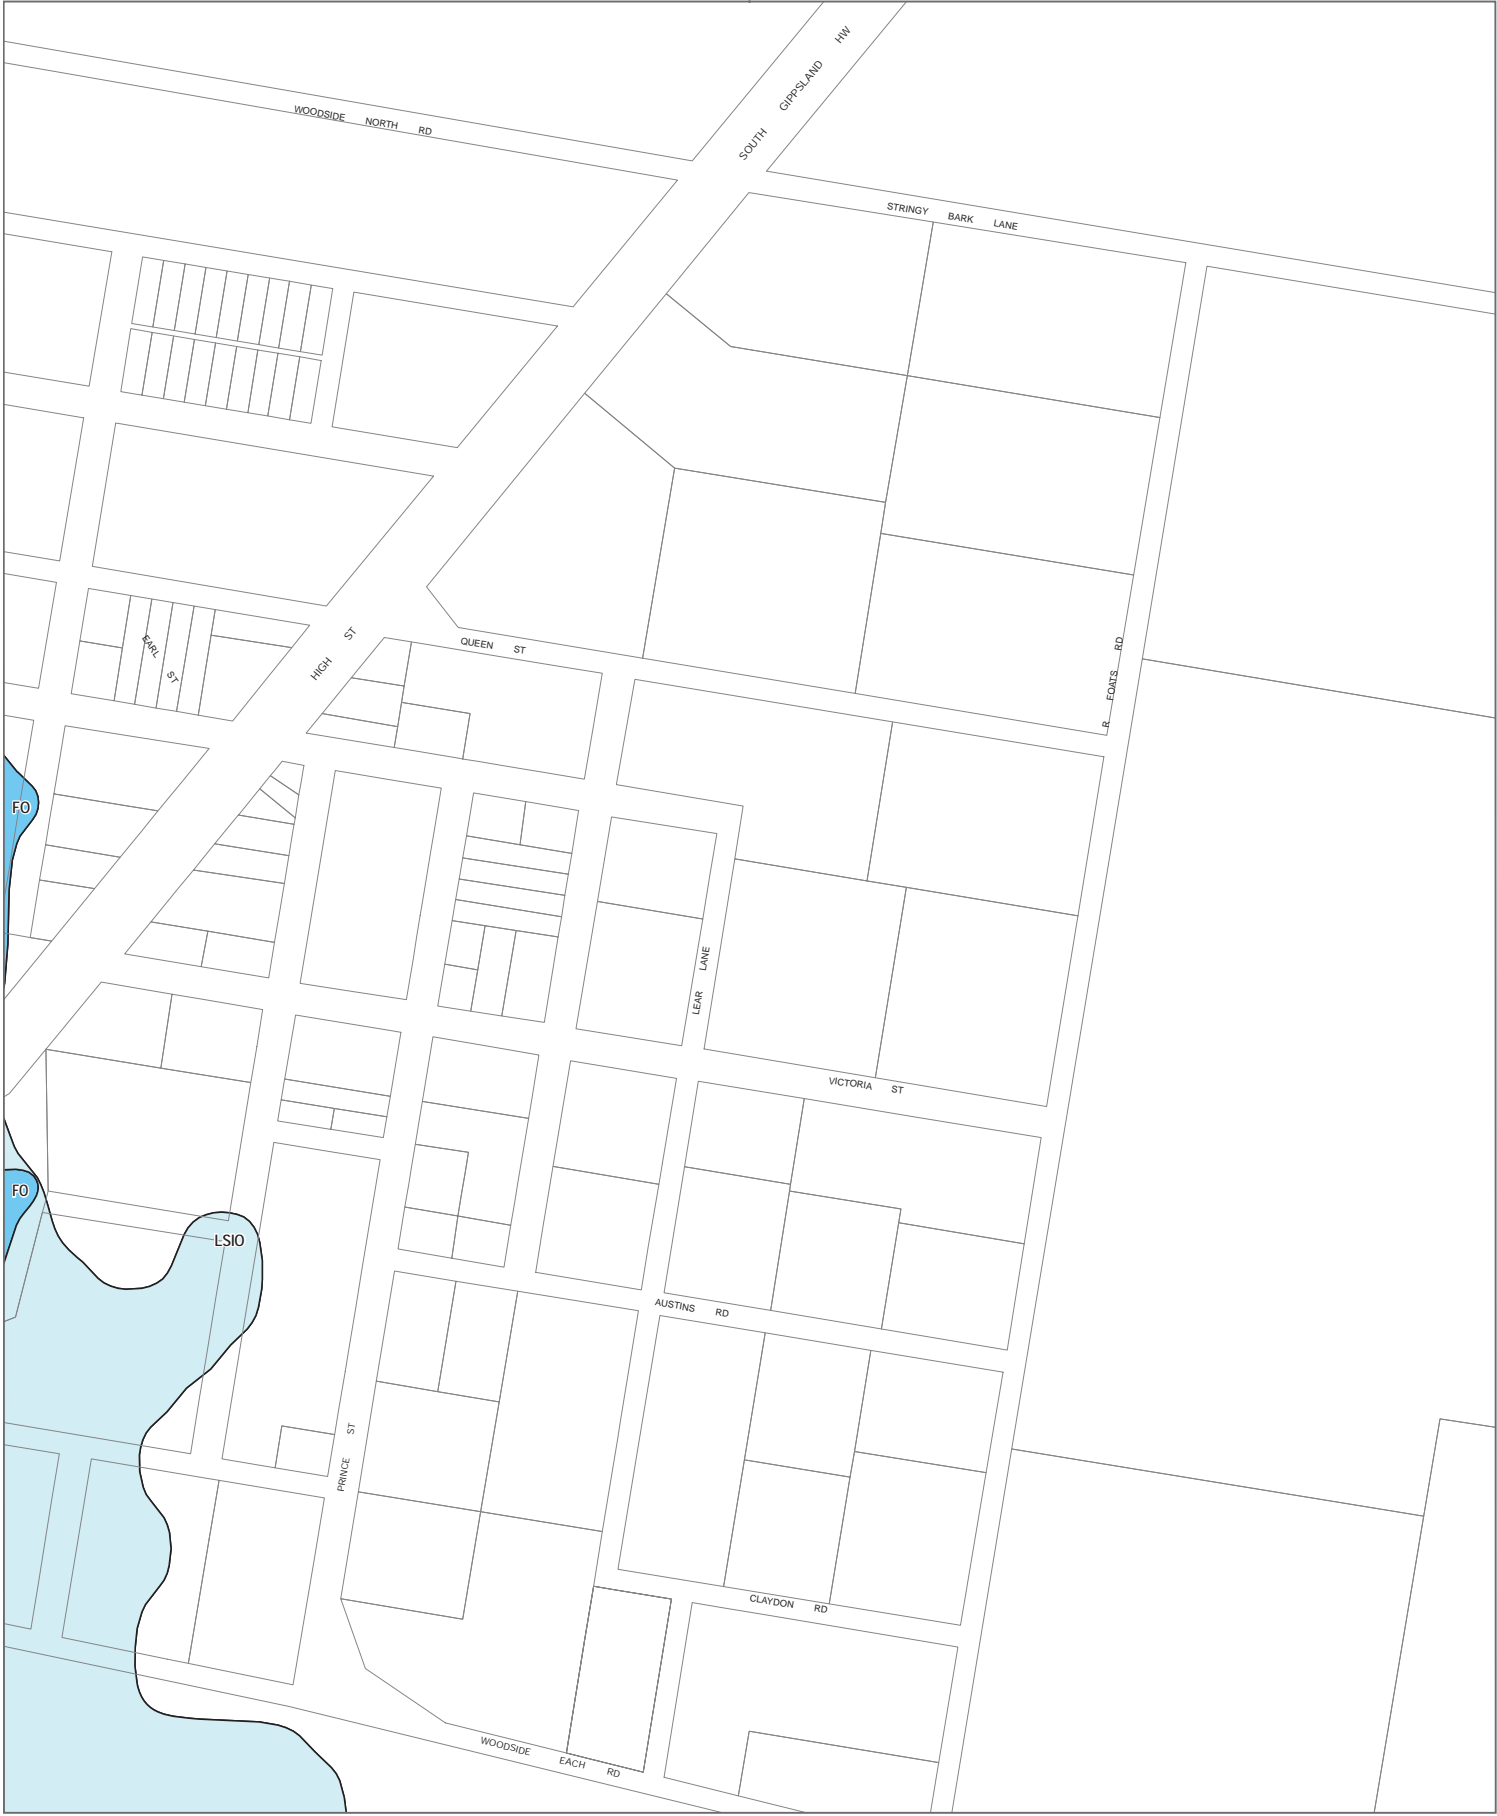 SOUTH GIPPSLAND HW
WOODSIDE NORTH RD
STRINGY BARK LANE
EARL ST
HIGH ST
QUEEN ST
R FOATS RD
FO
LEAR LANE
VICTORIA ST
FO
LSIO
AUSTINS RD
PRINCE ST
CLAYDON RD
WOODSIDE EACH RD